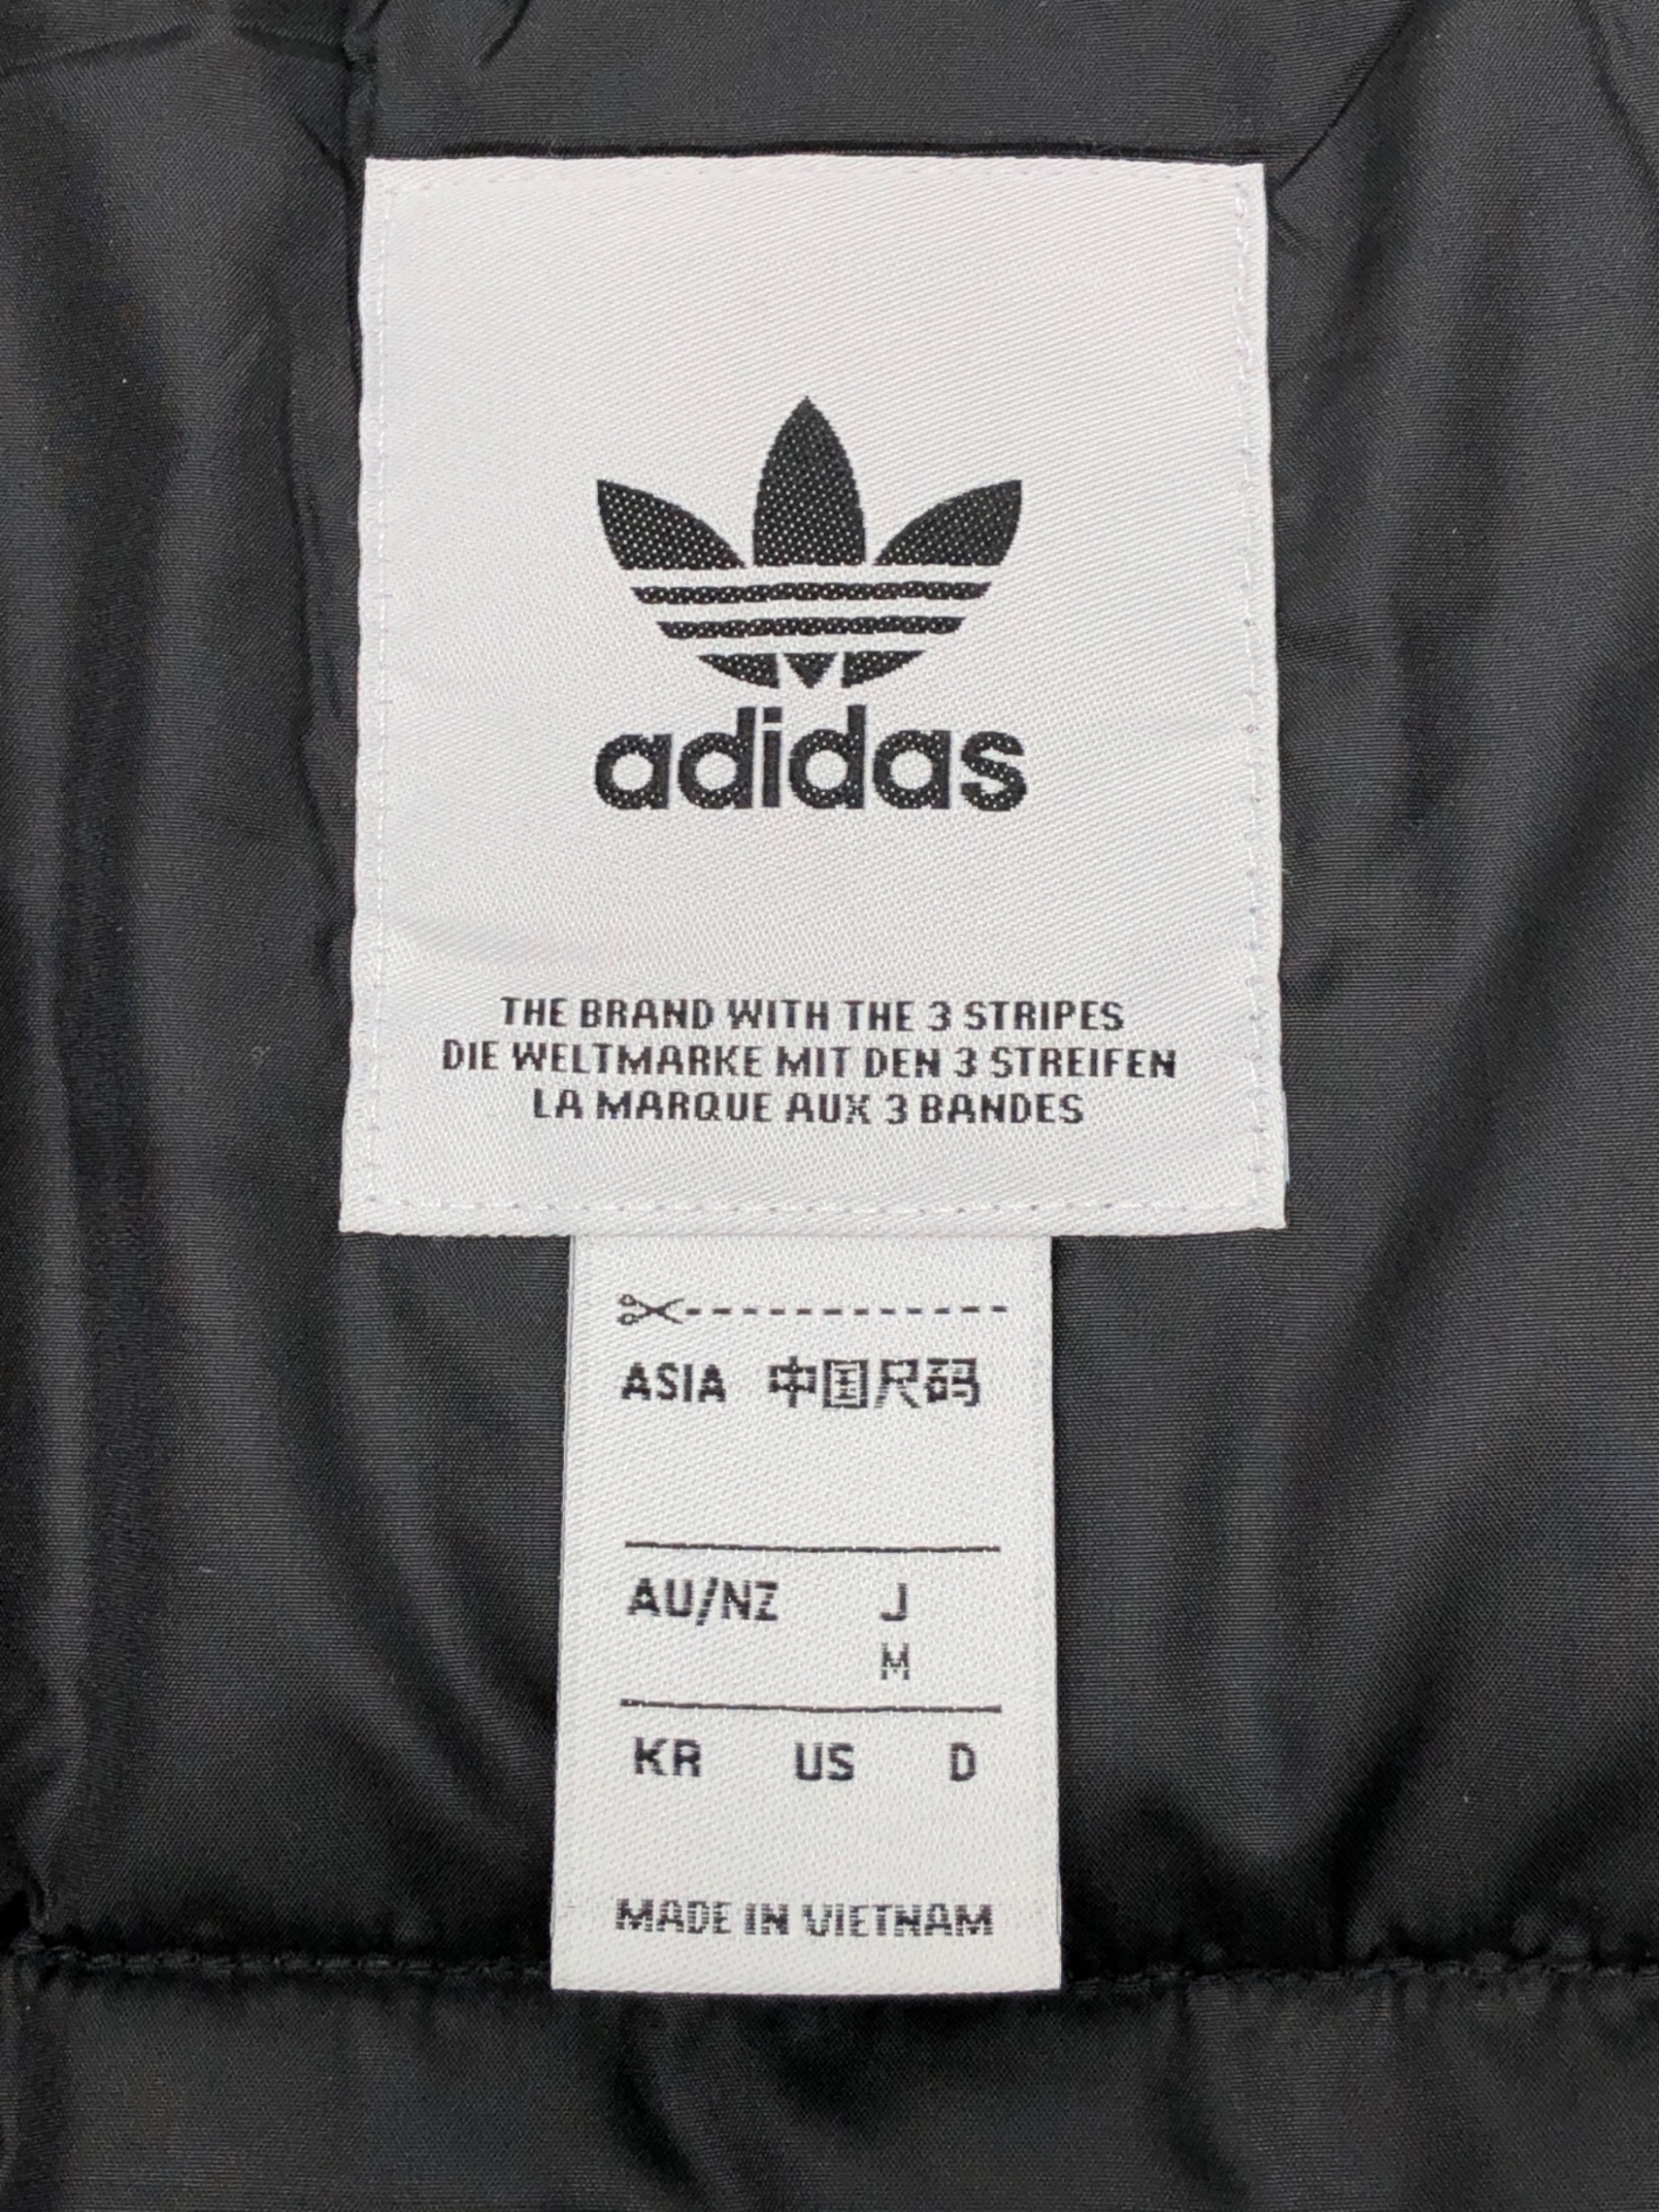 adidas
THE BRAND WITH THE 3 STRIPES
DIE WELTMARKE MIT DEN 3 STREIFEN
LA MARQUE AUX 3 BANDES
ASIA 中国尺码
AU/NZ J
M
KR US D
MADE IN VIETNAM